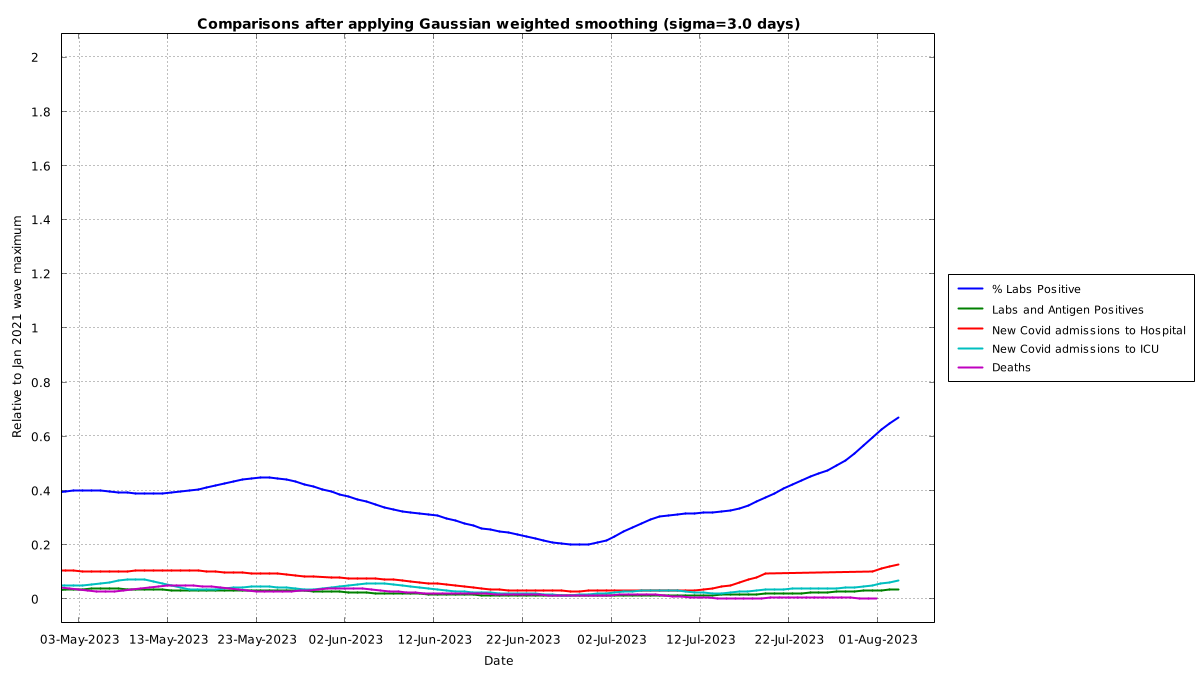 Comparisons after applying Gaussian weighted smoothing (sigma=3.0 days)
Relative to Jan 2021 wave maximum
2
1.8
1.6
1.4
1.2
1
0.8
0.6
0.4
0.2
0
03-May-2023 13-May-2023 23-May-2023 02-Jun-2023 12-Jun-2023 22-Jun-2023 02-Jul-2023 12-Jul-2023 22-Jul-2023 01-Aug-2023
Date
% Labs Positive
Labs and Antigen Positives
New Covid admissions to Hospital
New Covid admissions to ICU
Deaths